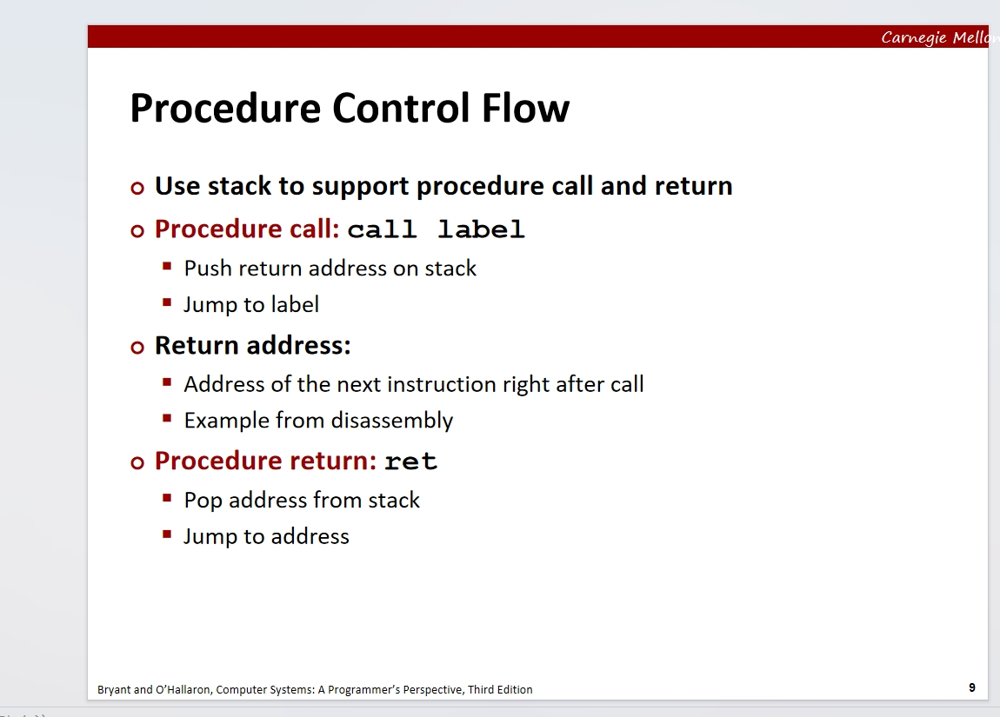 Carnegie Mellon
Procedure Control Flow
Use stack to support procedure call and return
Procedure call: call label
Push return address on stack
Jump to label
Return address:
Address of the next instruction right after call
Example from disassembly
Procedure return: ret
Pop address from stack
Jump to address
Bryant and O'Hallaron, Computer Systems: A Programmer's Perspective, Third Edition
9